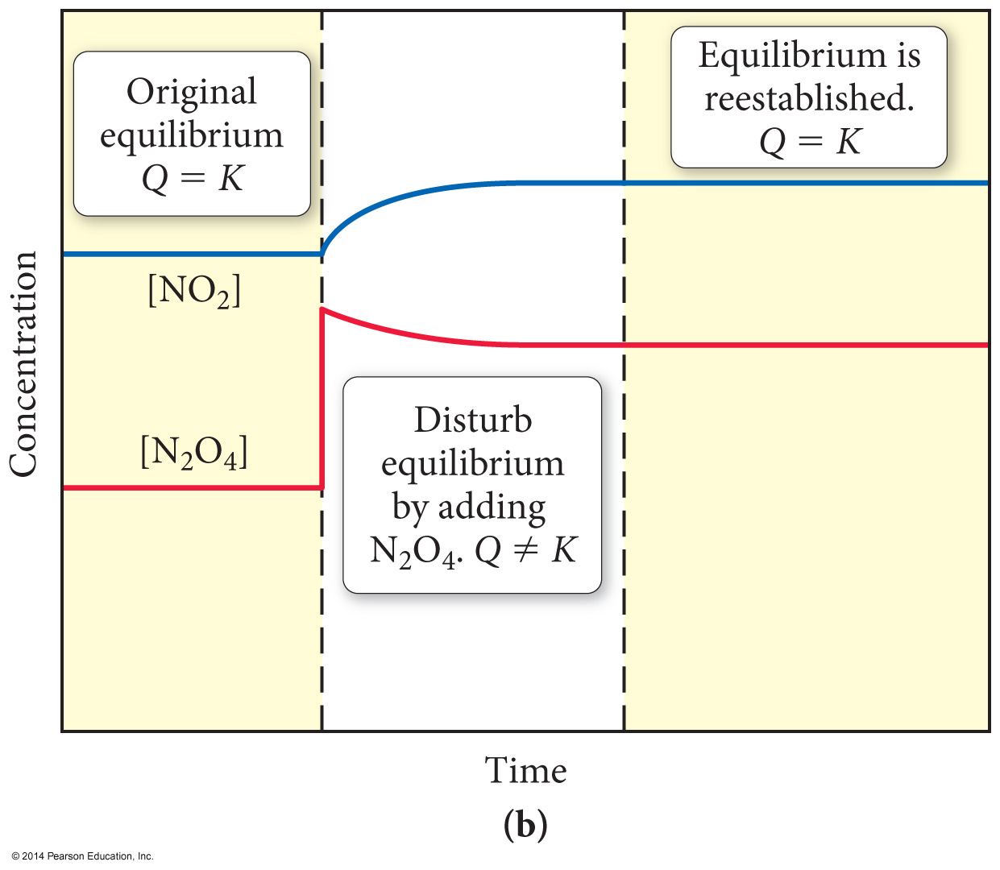 Original
equilibrium
Q = K
Equilibrium is
reestablished.
Q = K
[NO₂]
[N₂O₄]
Disturb
equilibrium
by adding
N₂O₄. Q ≠ K
Concentration
Time
(b)
© 2014 Pearson Education, Inc.